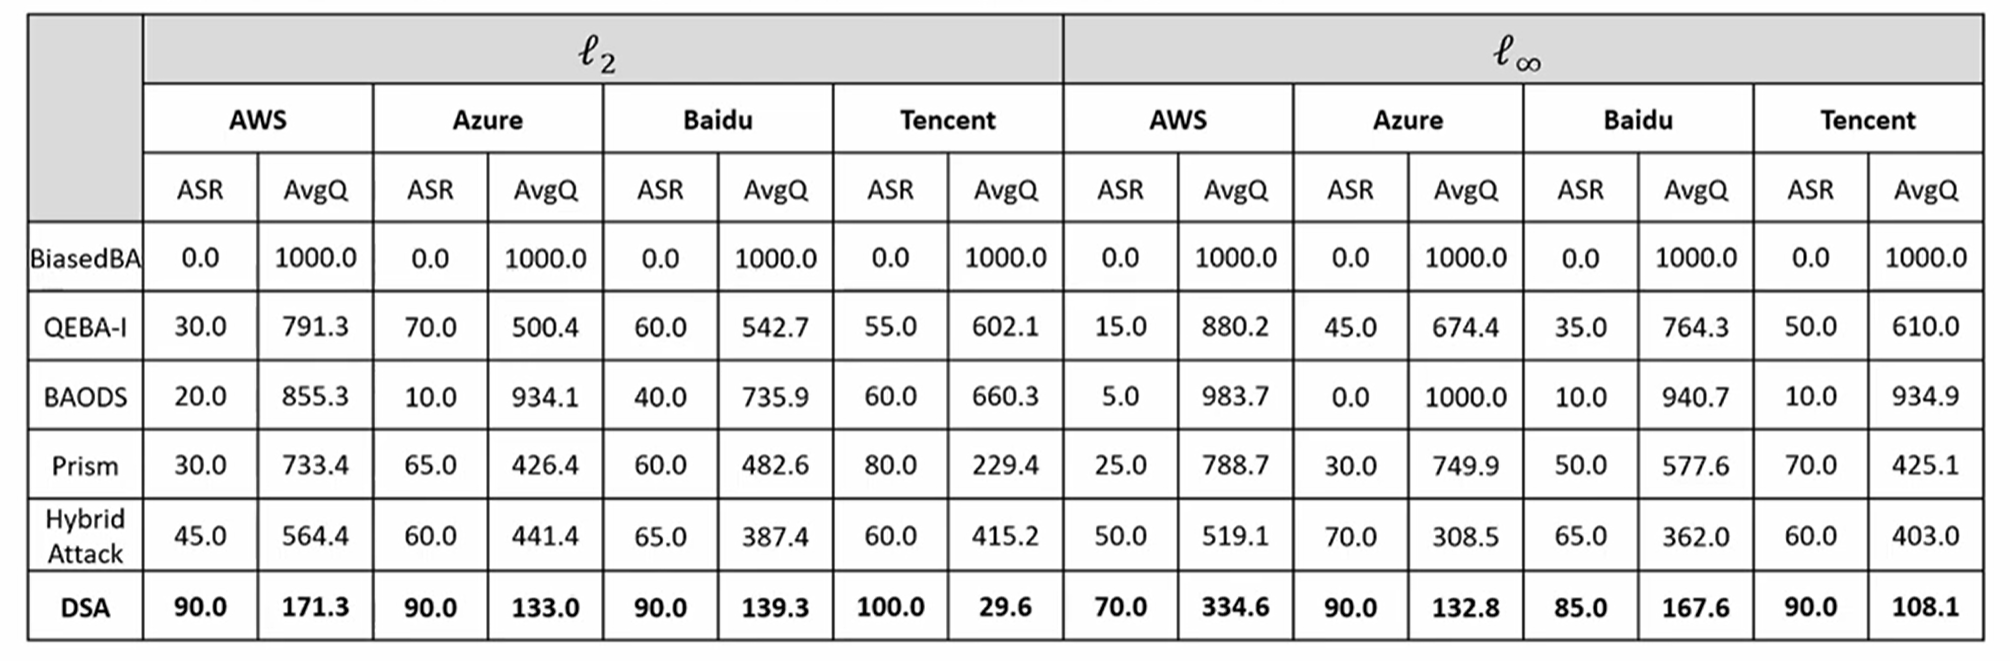 ℓ2 ℓ∞
AWS Azure Baidu Tencent AWS Azure Baidu Tencent
ASR AvgQ ASR AvgQ ASR AvgQ ASR AvgQ ASR AvgQ ASR AvgQ ASR AvgQ ASR AvgQ
BiasedBA 0.0 1000.0 0.0 1000.0 0.0 1000.0 0.0 1000.0 0.0 1000.0 0.0 1000.0 0.0 1000.0 0.0 1000.0
QEBA-I 30.0 791.3 70.0 500.4 60.0 542.7 55.0 602.1 15.0 880.2 45.0 674.4 35.0 764.3 50.0 610.0
BAODS 20.0 855.3 10.0 934.1 40.0 735.9 60.0 660.3 5.0 983.7 0.0 1000.0 10.0 940.7 10.0 934.9
Prism 30.0 733.4 65.0 426.4 60.0 482.6 80.0 229.4 25.0 788.7 30.0 749.9 50.0 577.6 70.0 425.1
Hybrid
Attack 45.0 564.4 60.0 441.4 65.0 387.4 60.0 415.2 50.0 519.1 70.0 308.5 65.0 362.0 60.0 403.0
DSA 90.0 171.3 90.0 133.0 90.0 139.3 100.0 29.6 70.0 334.6 90.0 132.8 85.0 167.6 90.0 108.1